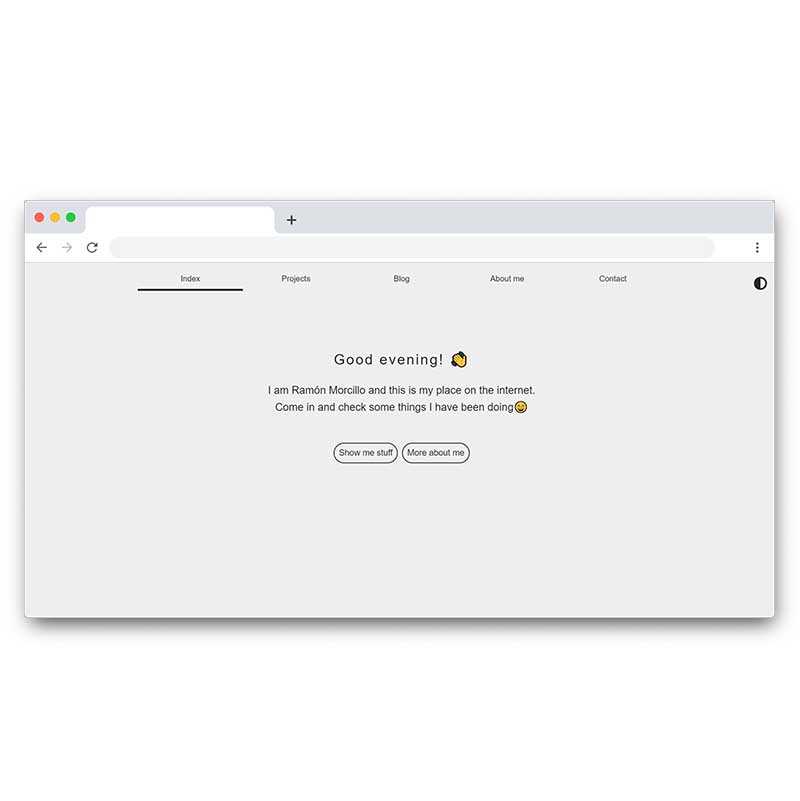 Index
Projects
Blog
About me
Contact
Good evening! 👋
I am Ramón Morcillo and this is my place on the internet.
Come in and check some things I have been doing😄
Show me stuff
More about me